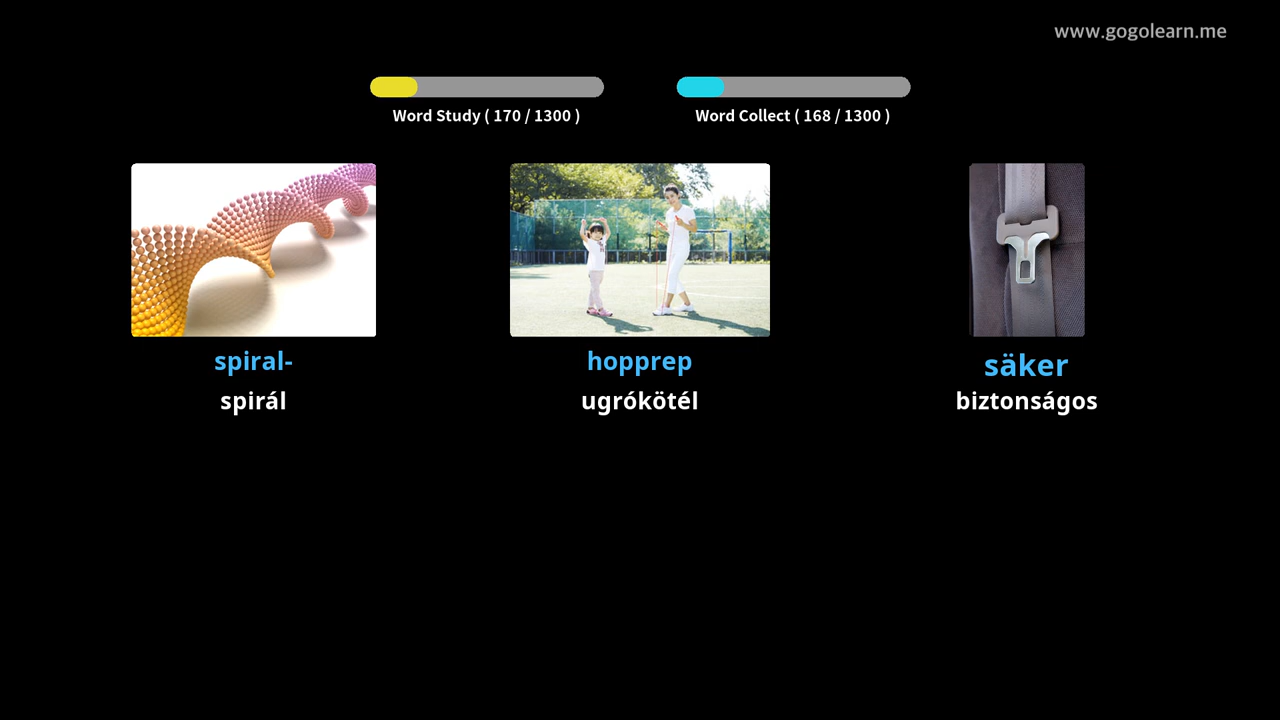 www.gogolearn.me
Word Study ( 170 / 1300 )
Word Collect ( 168 / 1300 )
spiral-
spirál
hopprep
ugrókötél
säker
biztonságos